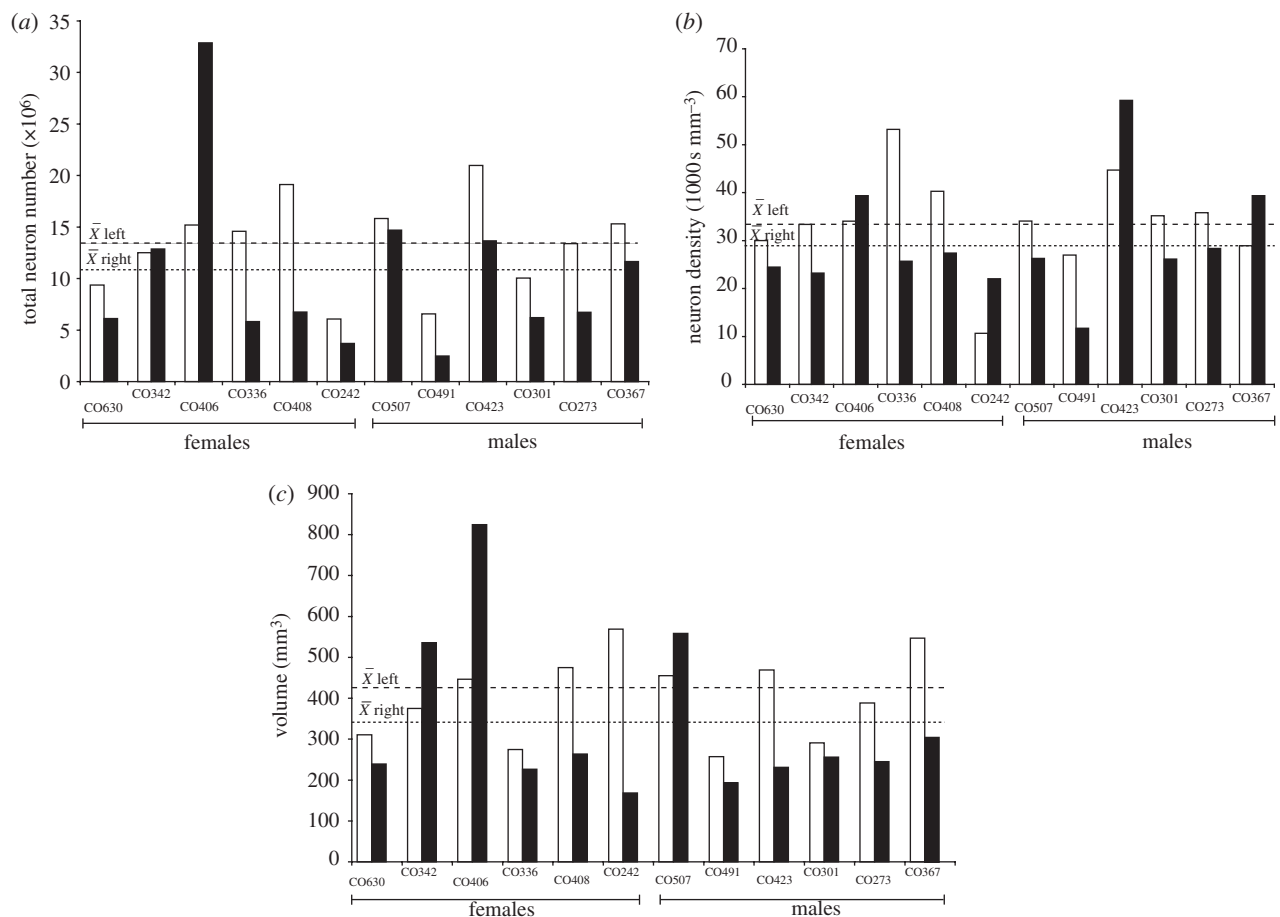 (a)
total neuron number (×10⁶)
35
30
25
20
15
10
5
0
X̄ left
X̄ right
CO630 CO342 CO406 CO336 CO408 CO242 CO507 CO491 CO423 CO301 CO273 CO367
females males
(b)
neuron density (1000 s mm⁻³)
70
60
50
40
30
20
10
0
X̄ left
X̄ right
CO630 CO342 CO406 CO336 CO408 CO242 CO507 CO491 CO423 CO301 CO273 CO367
females males
(c)
volume (mm³)
900
800
700
600
500
400
300
200
100
0
X̄ left
X̄ right
CO630 CO342 CO406 CO336 CO408 CO242 CO507 CO491 CO423 CO301 CO273 CO367
females males